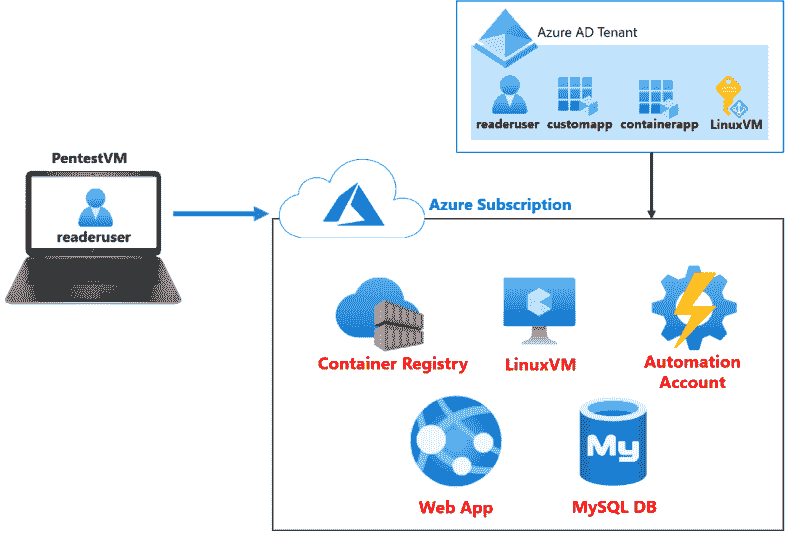 Azure AD Tenant
readeruser customapp containerapp LinuxVM
PentestVM
readeruser
Azure Subscription
Container Registry
LinuxVM
Automation
Account
Web App
My
MySQL DB